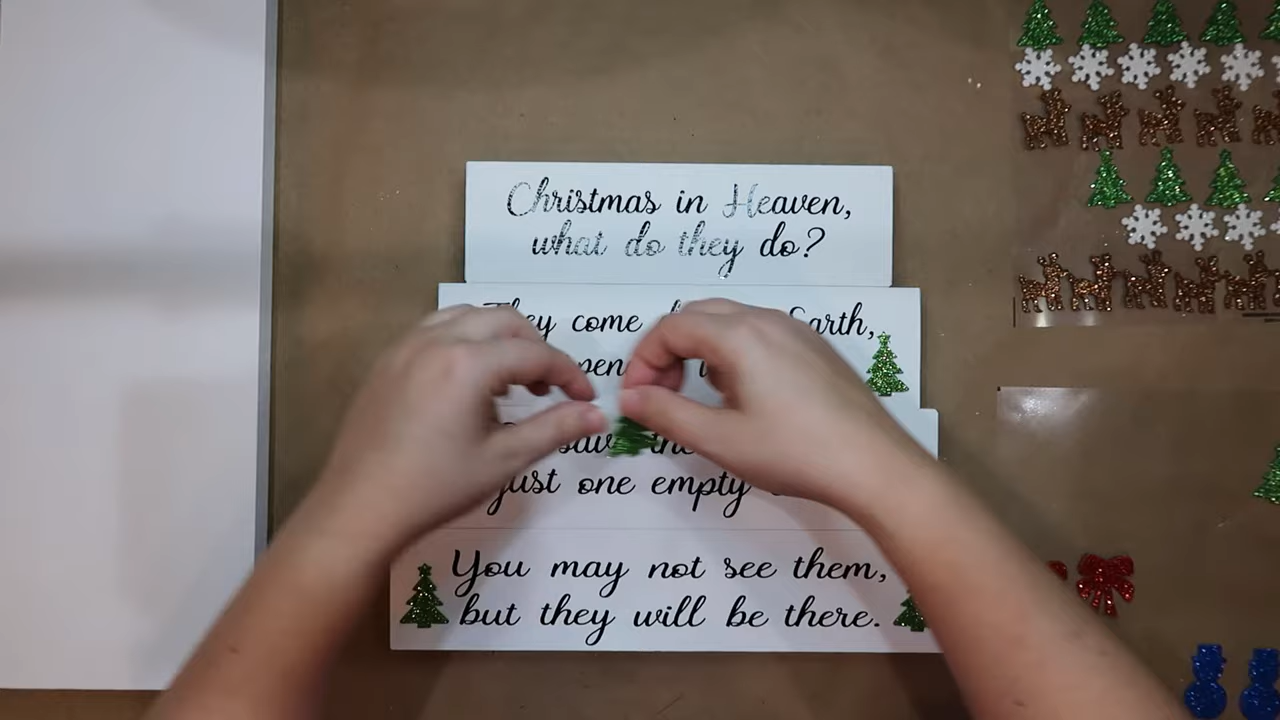 Christmas in Heaven,
what do they do?
They come Earth,
just one empty
You may not see them,
but they will be there.